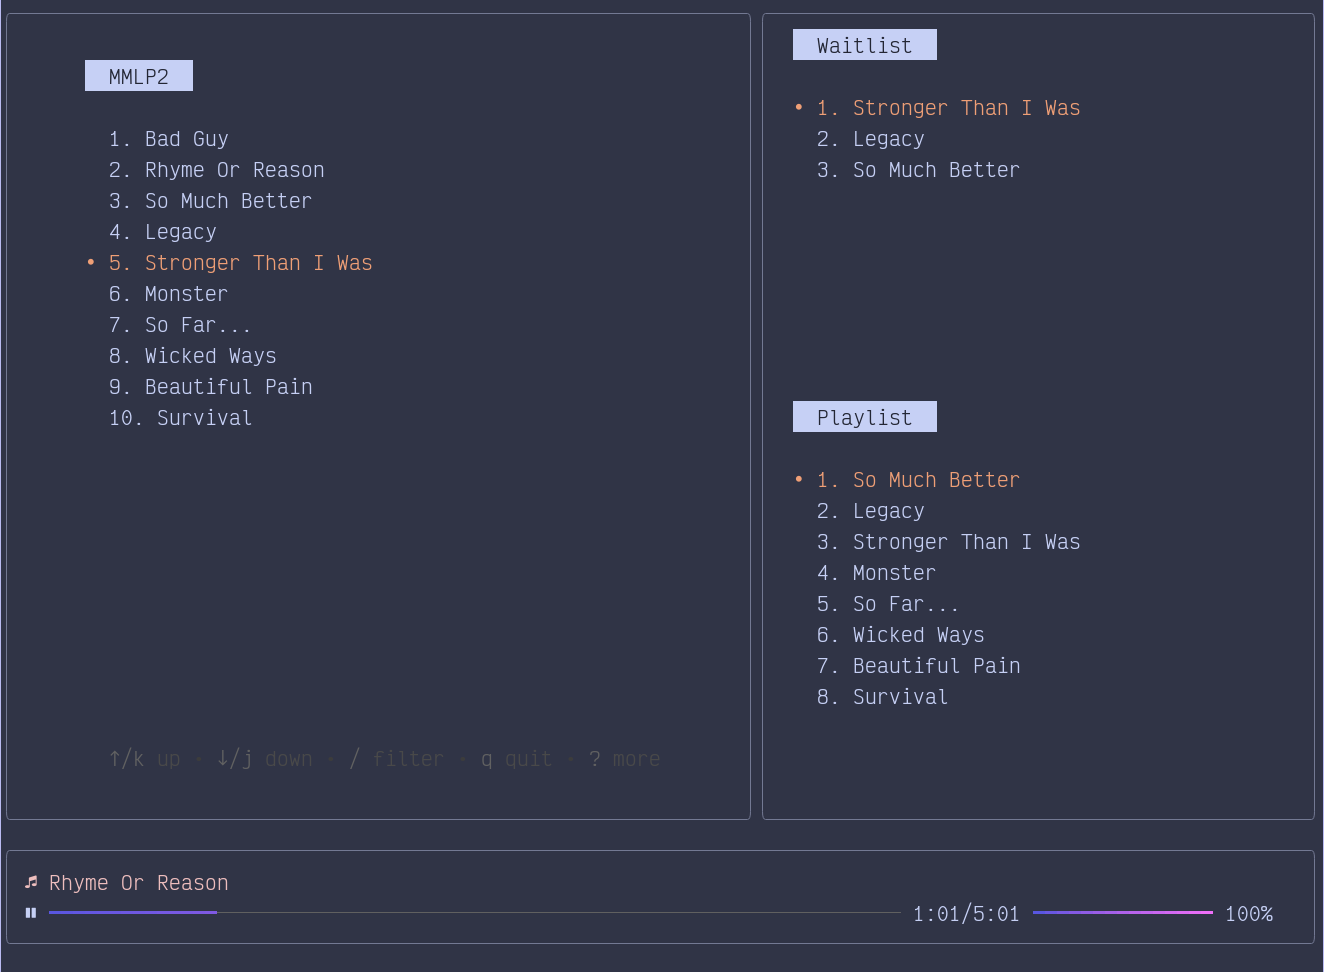 MMLP2
1. Bad Guy
2. Rhyme Or Reason
3. So Much Better
4. Legacy
• 5. Stronger Than I Was
6. Monster
7. So Far...
8. Wicked Ways
9. Beautiful Pain
10. Survival
↑/k up • ↓/j down • / filter • q quit • ? more
Waitlist
• 1. Stronger Than I Was
2. Legacy
3. So Much Better
Playlist
• 1. So Much Better
2. Legacy
3. Stronger Than I Was
4. Monster
5. So Far...
6. Wicked Ways
7. Beautiful Pain
8. Survival
♫ Rhyme Or Reason
1:01/5:01 100%